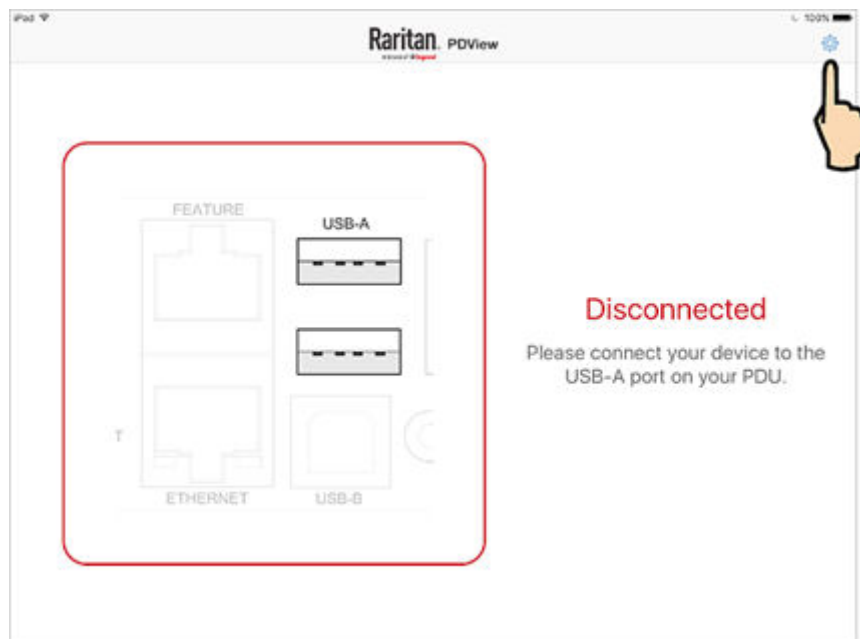 iPad
100%
Raritan. PDView
FEATURE
USB-A
Disconnected
Please connect your device to the
USB-A port on your PDU.
T
ETHERNET
USB-B